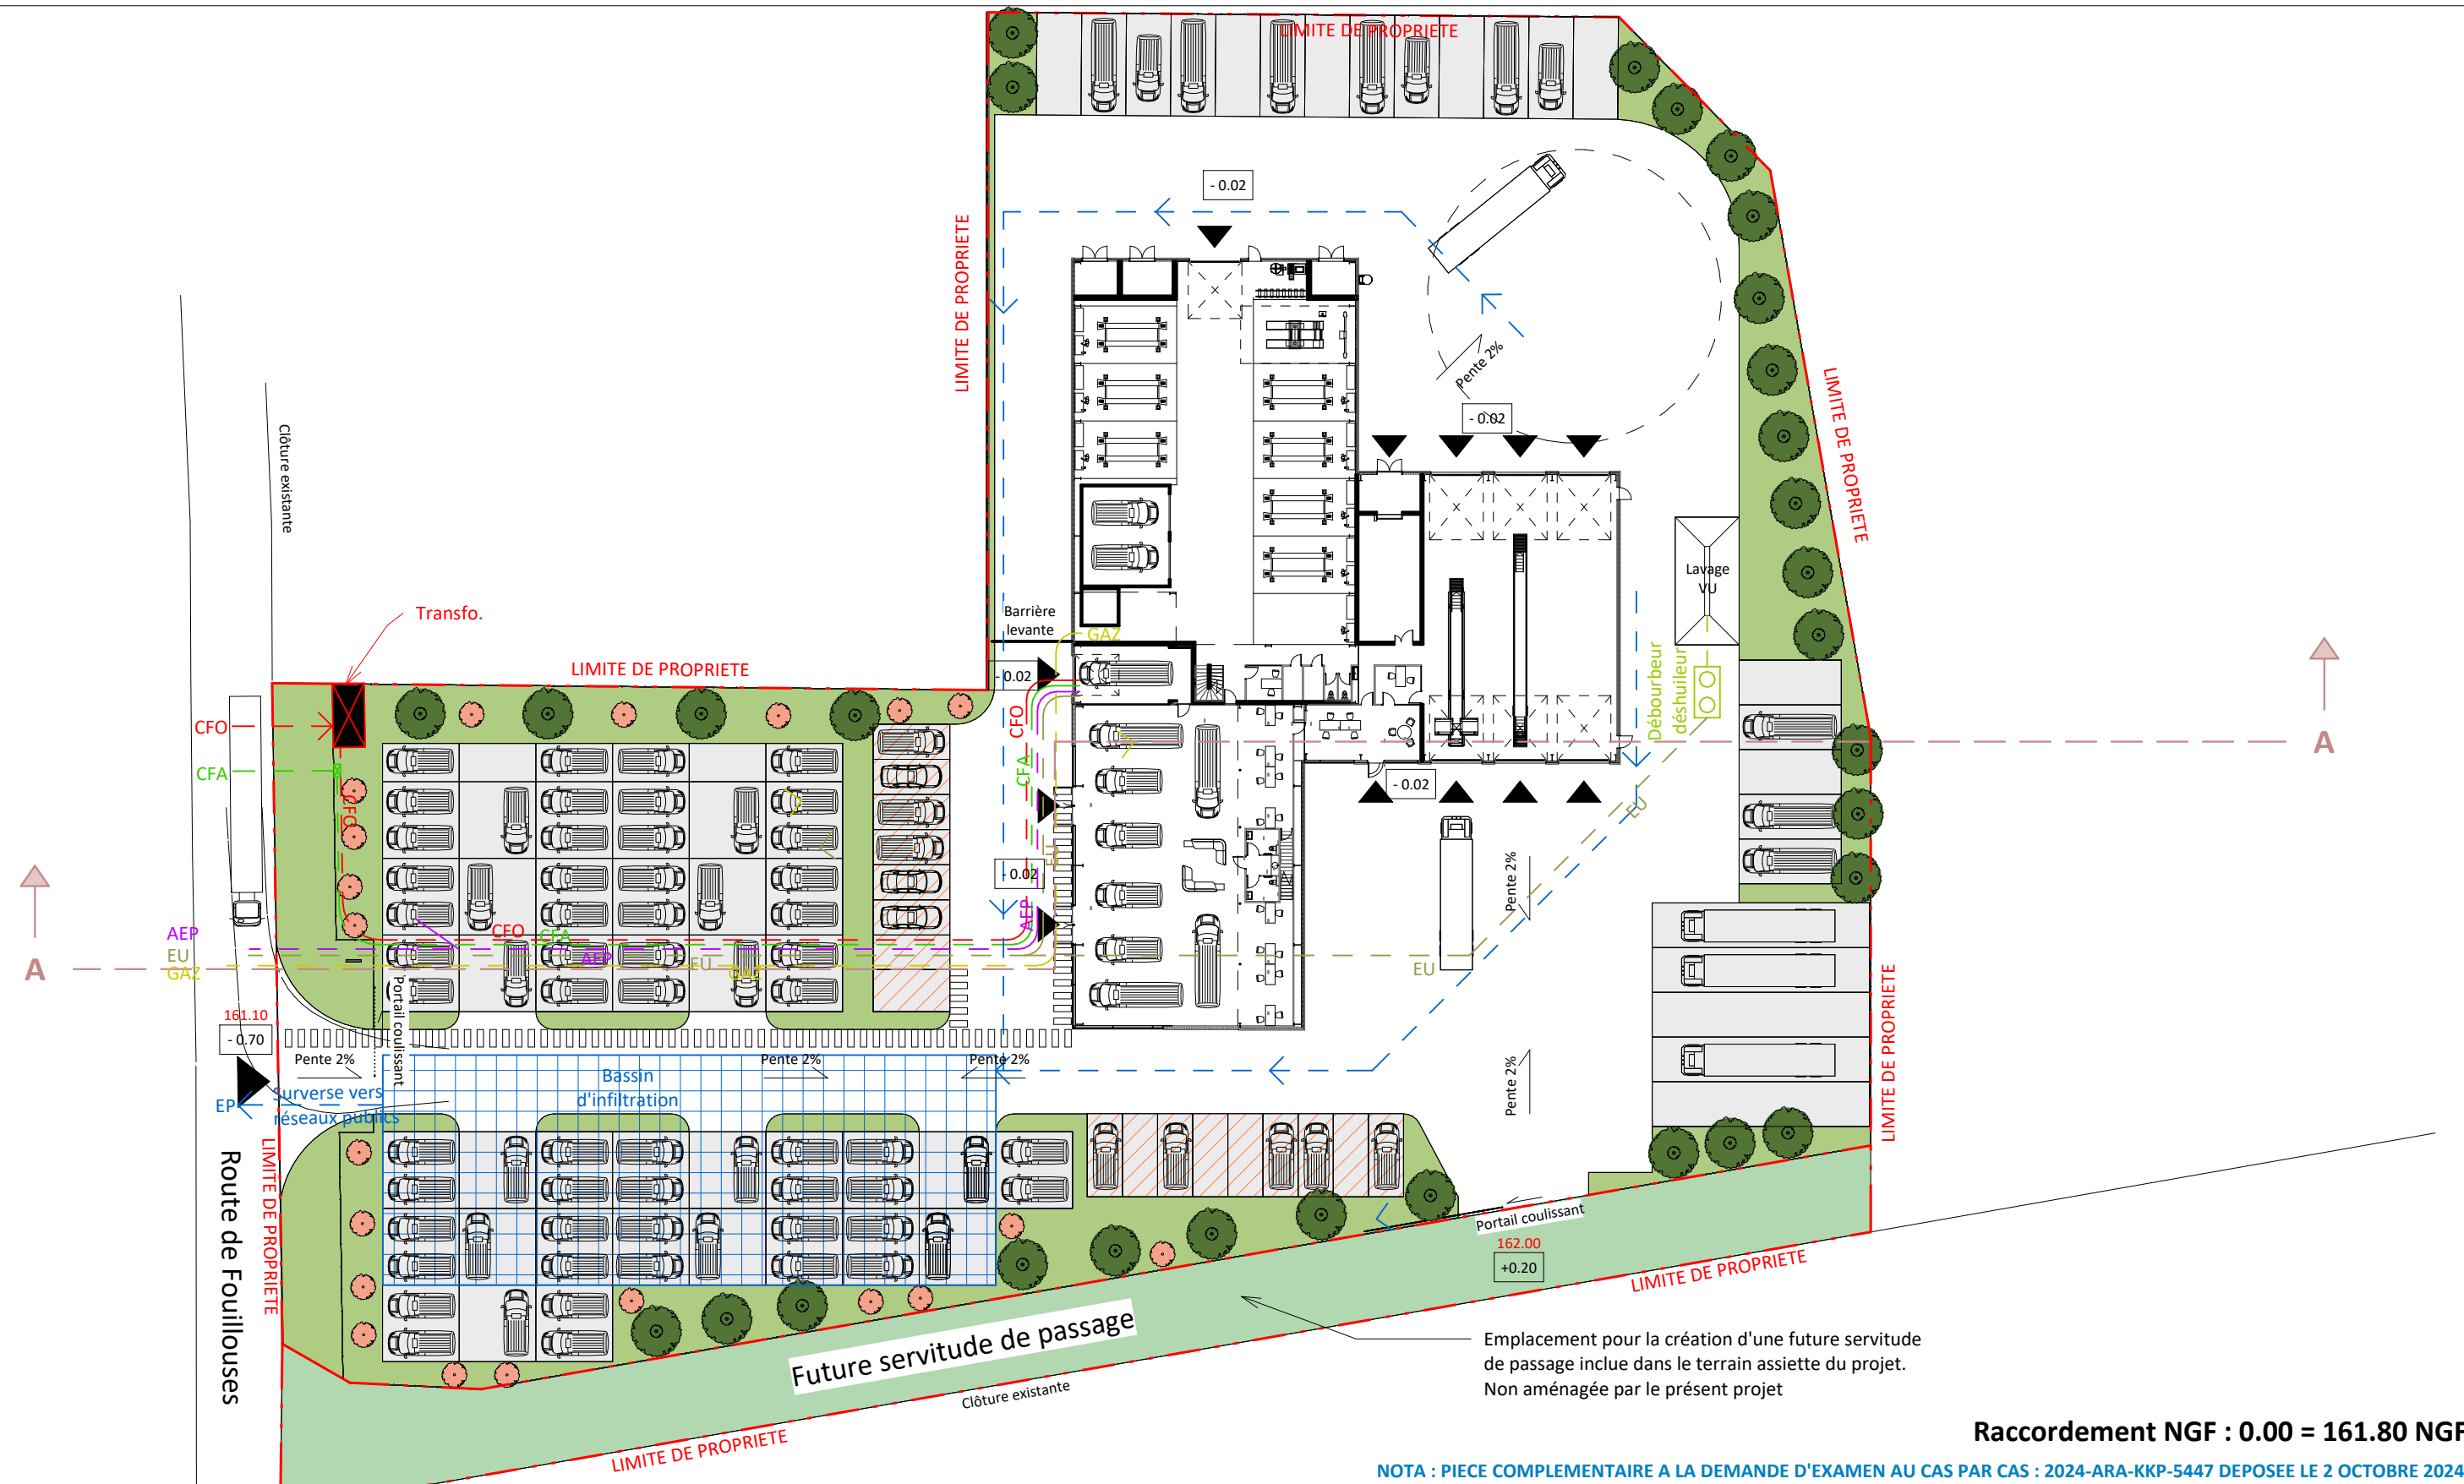 LIMITE DE PROPRIETE
- 0.02
LIMITE DE PROPRIETE
Pente 2%
- 0.02
LIMITE DE PROPRIETE
Clôture existante
Lavage
VU
Barrière
levante
GAZ
Transfo.
LIMITE DE PROPRIETE
- 0.02
Débourbeur
déshuileur
CFO
CFO
CFA
CFA
CFO
A
- 0.02
EU
EU
- 0.02
Pente 2%
AEP
AEP
EU
GAZ
CFO
CFA
AEP
EU
GAZ
EU
A
Portail coulissant
161.10
- 0.70
Pente 2%
Pente 2%
Pente 2%
Pente 2%
LIMITE DE PROPRIETE
Bassin
d'infiltration
EP
Surverse vers
réseaux publics
Route de Fouillouses
LIMITE DE PROPRIETE
Portail coulissant
162.00
+0.20
LIMITE DE PROPRIETE
Future servitude de passage
Clôture existante
LIMITE DE PROPRIETE
Emplacement pour la création d'une future servitude
de passage inclue dans le terrain assiette du projet.
Non aménagée par le présent projet
Raccordement NGF : 0.00 = 161.80 NGF
NOTA : PIECE COMPLEMENTAIRE A LA DEMANDE D'EXAMEN AU CAS PAR CAS : 2024-ARA-KKP-5447 DEPOSEE LE 2 OCTOBRE 2024